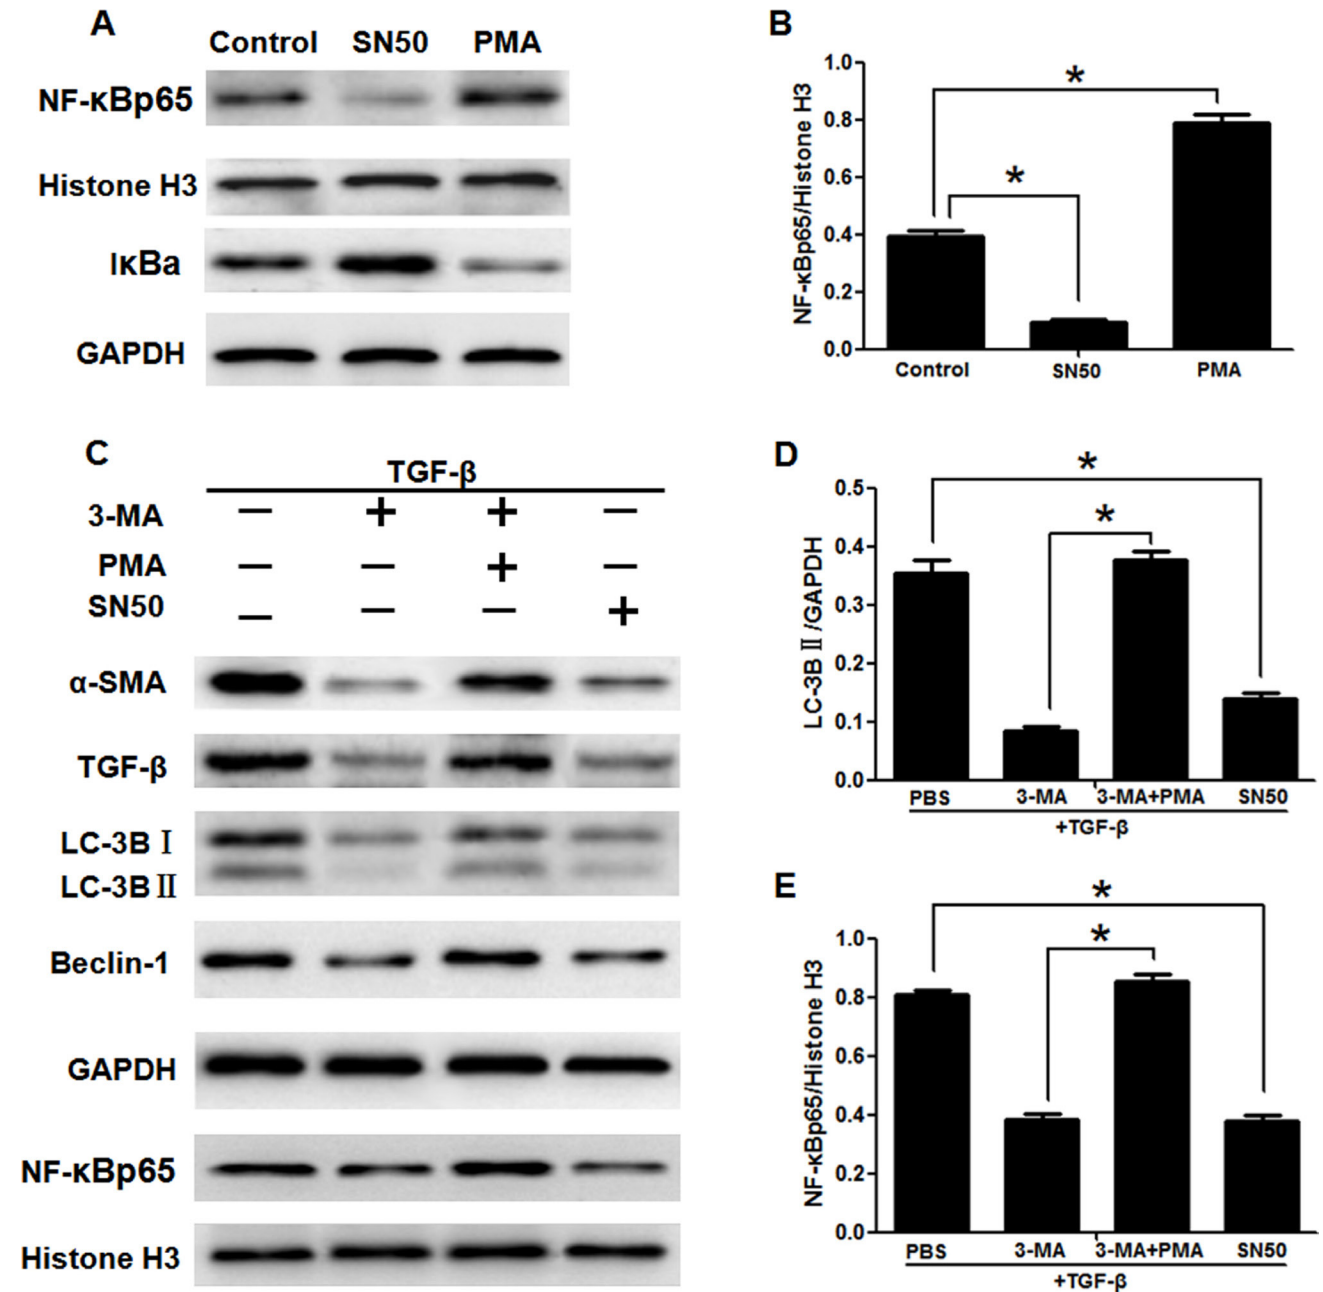 A
Control SN50 PMA
NF-κBp65
Histone H3
IκBa
GAPDH
B
NF-κBp65/Histone H3
1.0
0.8
0.6
0.4
0.2
0.0
*
*
Control SN50 PMA
C
TGF-β
3-MA — + + —
PMA — — + —
SN50 — — — +
α-SMA
TGF-β
LC-3B Ⅰ
LC-3B Ⅱ
Beclin-1
GAPDH
NF-κBp65
Histone H3
D
LC-3B Ⅱ /GAPDH
0.5
0.4
0.3
0.2
0.1
0.0
*
*
PBS 3-MA 3-MA+PMA SN50
+TGF-β
E
NF-κBp65/Histone H3
1.0
0.8
0.6
0.4
0.2
0.0
*
*
PBS 3-MA 3-MA+PMA SN50
+TGF-β